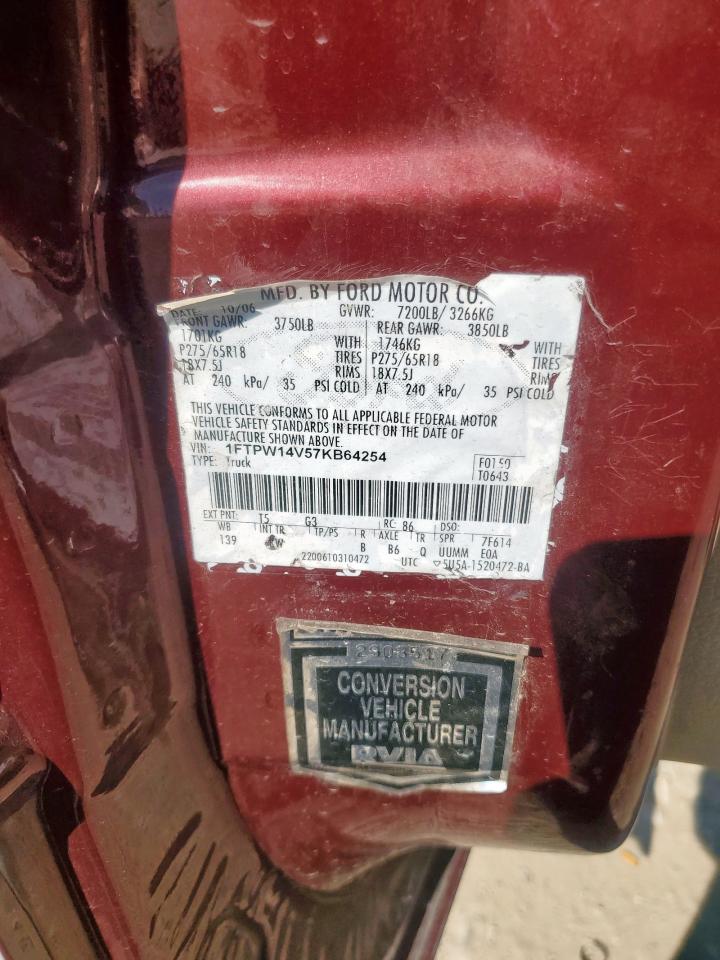 MFD. BY FORD MOTOR CO.
DATE: 10/06 GVWR: 7200LB/ 3266KG
FRONT GAWR: 3750LB REAR GAWR: 3850LB
1701KG 1746KG WITH
P275/65R18 TIRES P275/65R18 TIRES
18X7.5J RIMS 18X7.5J RIMS
AT 240 kPa/ 35 PSI COLD AT 240 kPa/ 35 PSI COLD
THIS VEHICLE CONFORMS TO ALL APPLICABLE FEDERAL MOTOR
VEHICLE SAFETY STANDARDS IN EFFECT ON THE DATE OF
MANUFACTURE SHOWN ABOVE.
VIN: 1FTPW14V57KB64254
TYPE: Truck
F0150
T0643
EXT PNT: T5 G3 RC: 86 DSO:
WB INT TR TP/PS R AXLE TR SPR 7F614
139 B B6 Q UUMM E0A
2200610310472 UTC 5U5A-1520472-BA
2903517
CONVERSION
VEHICLE
MANUFACTURER
RVIA